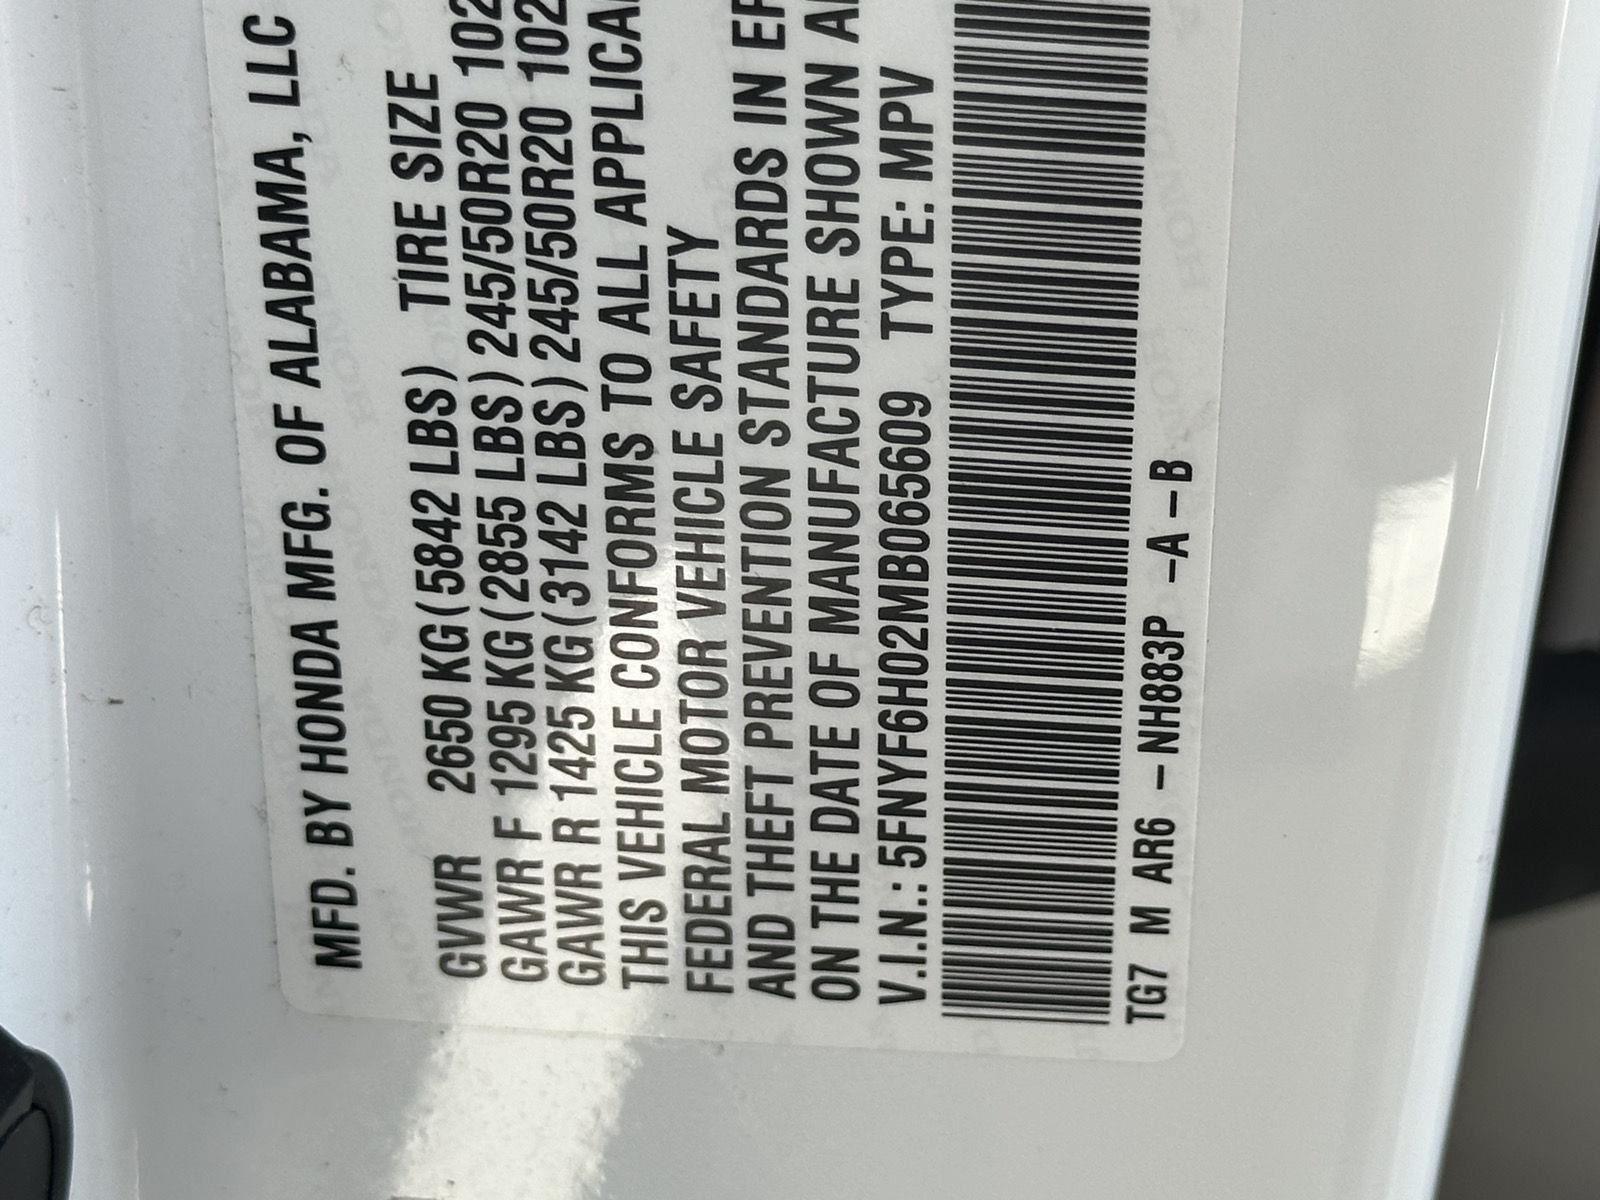 MFD. BY HONDA MFG. OF ALABAMA, LLC
TIRE SIZE
GVWR 2650 KG(5842 LBS)
GAWR F 1295 KG(2855 LBS) 245/50R20 102
GAWR R 1425 KG(3142 LBS) 245/50R20 102
THIS VEHICLE CONFORMS TO ALL
FEDERAL MOTOR VEHICLE SAFETY
AND THEFT PREVENTION STANDARDS IN
ON THE DATE OF MANUFACTURE SHOWN
V.I.N.: 5FNYF6H02MB065609 TYPE: MPV
TG7 M AR6 –NH883P –A –B